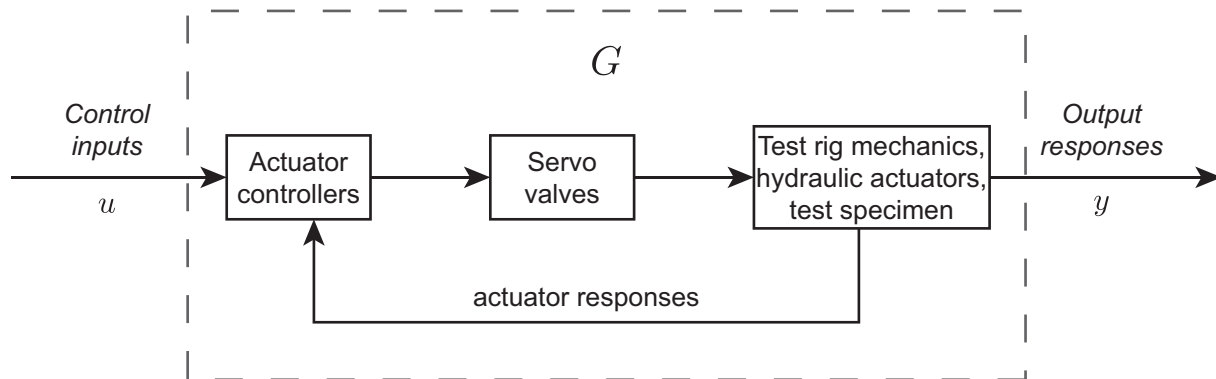 G
Control
inputs
u
Actuator
controllers
Servo
valves
Test rig mechanics,
hydraulic actuators,
test specimen
Output
responses
y
actuator responses